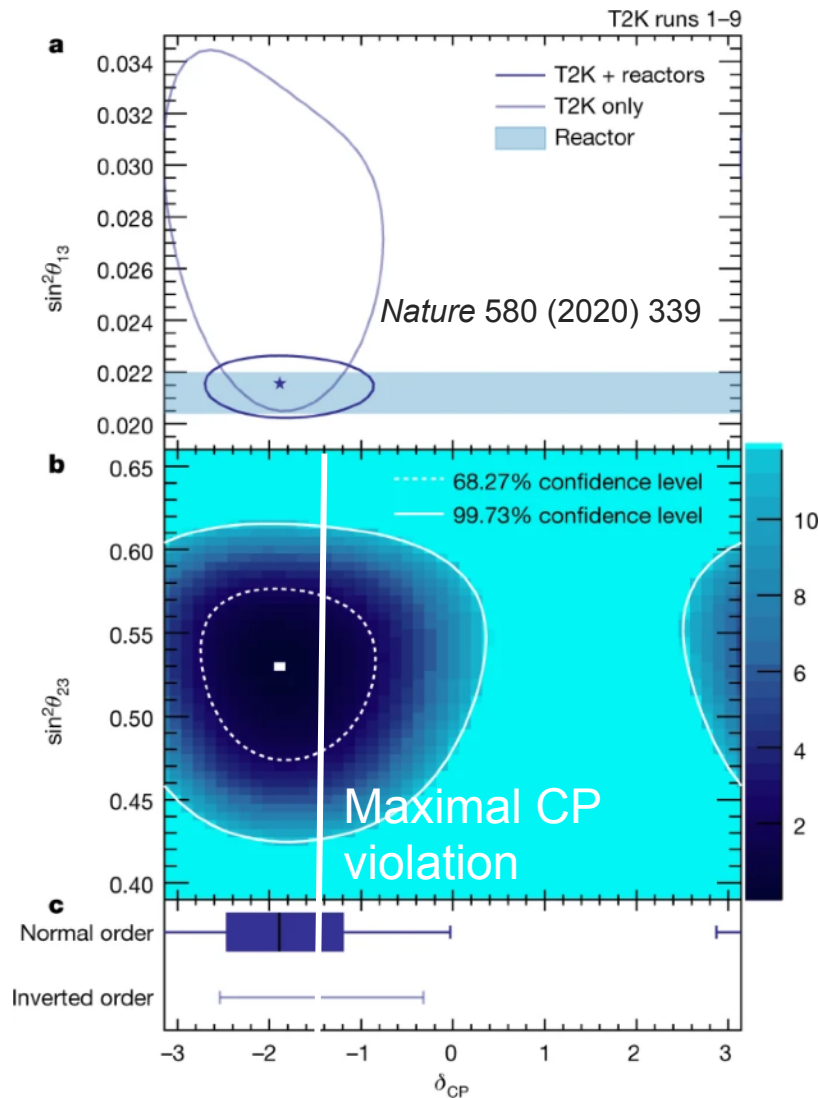 T2K runs 1–9
a
0.034
0.032
0.030
0.028
0.026
0.024
0.022
0.020
sin²θ₁₃
T2K + reactors
T2K only
Reactor
Nature 580 (2020) 339
b
0.65
0.60
0.55
0.50
0.45
0.40
sin²θ₂₃
68.27% confidence level
99.73% confidence level
Maximal CP
violation
10
8
6
4
2
c
Normal order
Inverted order
−3 −2 −1 0 1 2 3
δCP